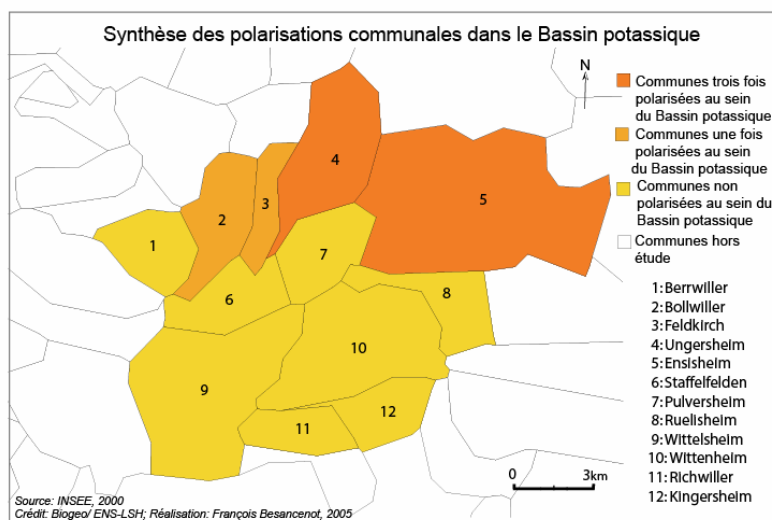 Synthèse des polarisations communales dans le Bassin potassique
N
Communes trois fois
polarisées au sein
du Bassin potassique
Communes une fois
polarisées au sein
du Bassin potassique
Communes non
polarisées au sein du
Bassin potassique
Communes hors
étude
1
2
3
4
5
6
7
8
9
10
11
12
1:Berrwiller
2:Bollwiller
3:Feldkirch
4:Ungersheim
5:Ensisheim
6:Staffelfelden
7:Pulversheim
8:Ruelisheim
9:Wittelsheim
10:Wittenheim
11:Richwiller
12:Kingersheim
0 3km
Source: INSEE, 2000
Crédit: Biogeo/ ENS-LSH; Réalisation: François Besancenot, 2005